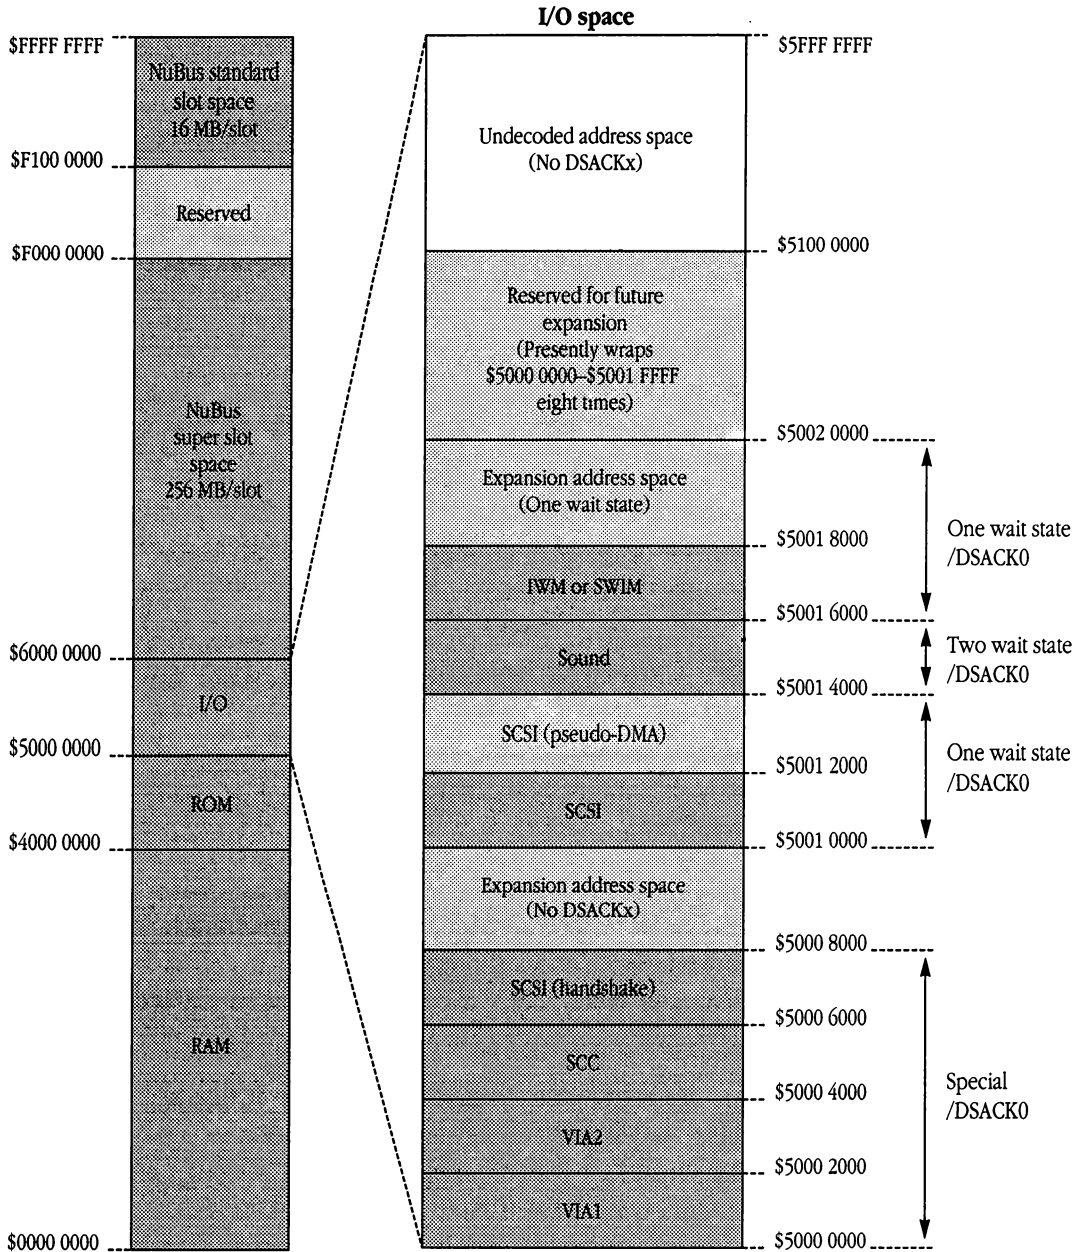 I/O space
$FFFF FFFF
NuBus standard
slot space
16 MB/slot
$F100 0000
Reserved
$F000 0000
NuBus
super slot
space
256 MB/slot
$6000 0000
I/O
$5000 0000
ROM
$4000 0000
RAM
$0000 0000
$5FFF FFFF
Undecoded address space
(No DSACKx)
$5100 0000
Reserved for future
expansion
(Presently wraps
$5000 0000–$5001 FFFF
eight times)
$5002 0000
Expansion address space
(One wait state)
$5001 8000
IWM or SWIM
$5001 6000
Sound
$5001 4000
SCSI (pseudo-DMA)
$5001 2000
SCSI
$5001 0000
Expansion address space
(No DSACKx)
$5000 8000
SCSI (handshake)
$5000 6000
SCC
$5000 4000
VIA2
$5000 2000
VIA1
$5000 0000
One wait state
/DSACK0
Two wait state
/DSACK0
One wait state
/DSACK0
Special
/DSACK0